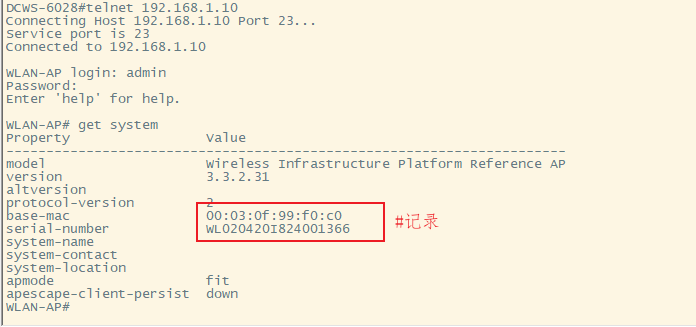 DCWS-6028#telnet 192.168.1.10
Connecting Host 192.168.1.10 Port 23...
Service port is 23
Connected to 192.168.1.10
WLAN-AP login: admin
Password:
Enter 'help' for help.
WLAN-AP# get system
Property Value
--------------------------------------------------------------------
model Wireless Infrastructure Platform Reference AP
version 3.3.2.31
altversion
protocol-version 2
base-mac 00:03:0f:99:f0:c0
serial-number WL020420I824001366 #记录
system-name
system-contact
system-location
apmode fit
apescape-client-persist down
WLAN-AP#